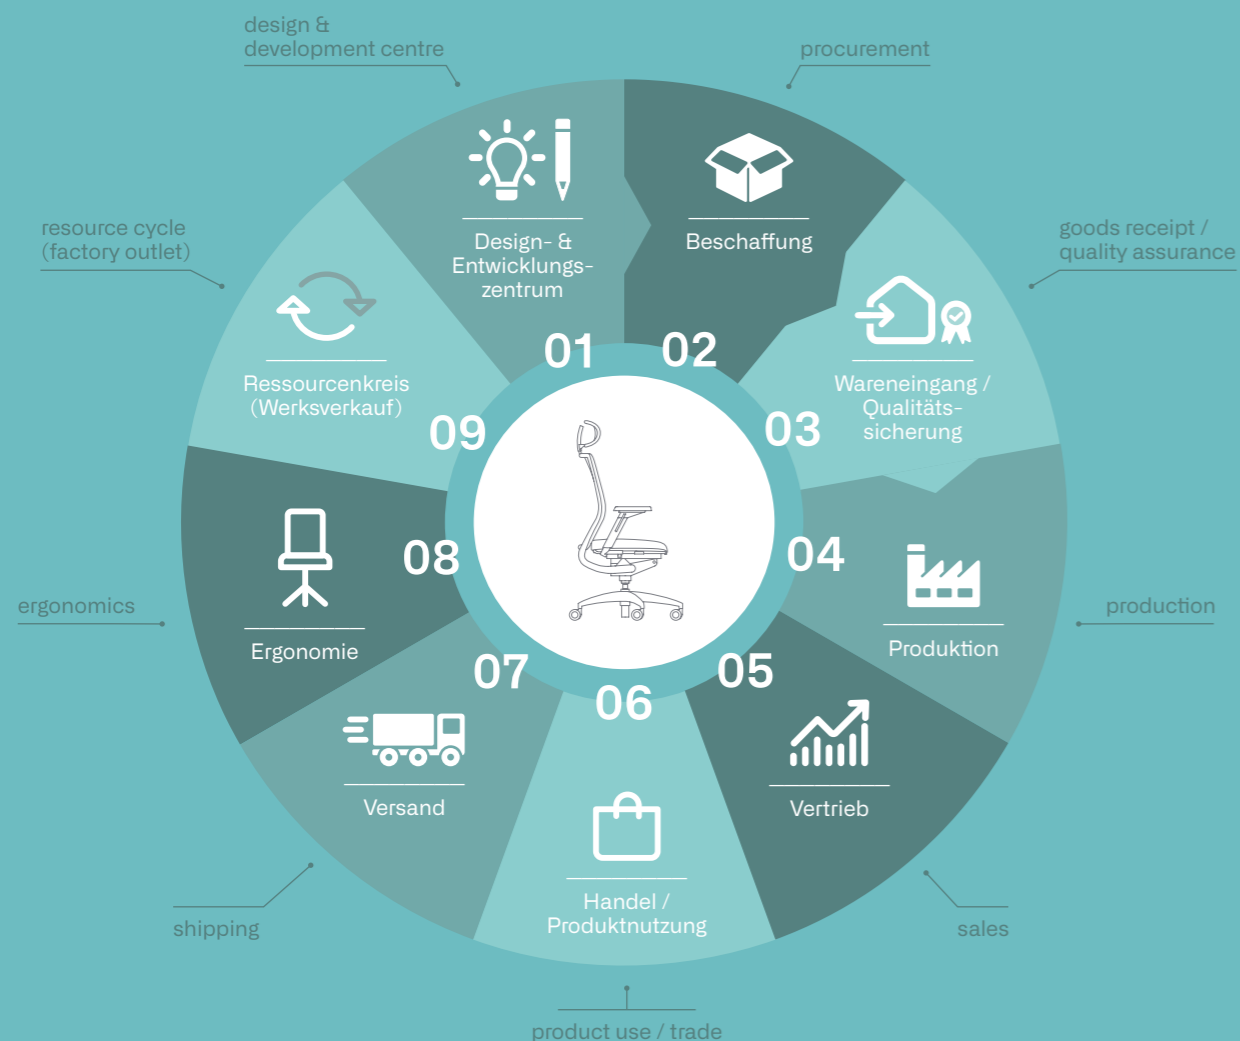 design &
development centre
procurement
Design- &
Entwicklungs-
zentrum
01
Beschaffung
02
goods receipt /
quality assurance
Wareneingang /
Qualitäts-
sicherung
03
04
Produktion
production
05
Vertrieb
sales
06
Handel /
Produktnutzung
product use / trade
07
Versand
shipping
08
Ergonomie
ergonomics
resource cycle
(factory outlet)
Ressourcenkreis
(Werksverkauf)
09